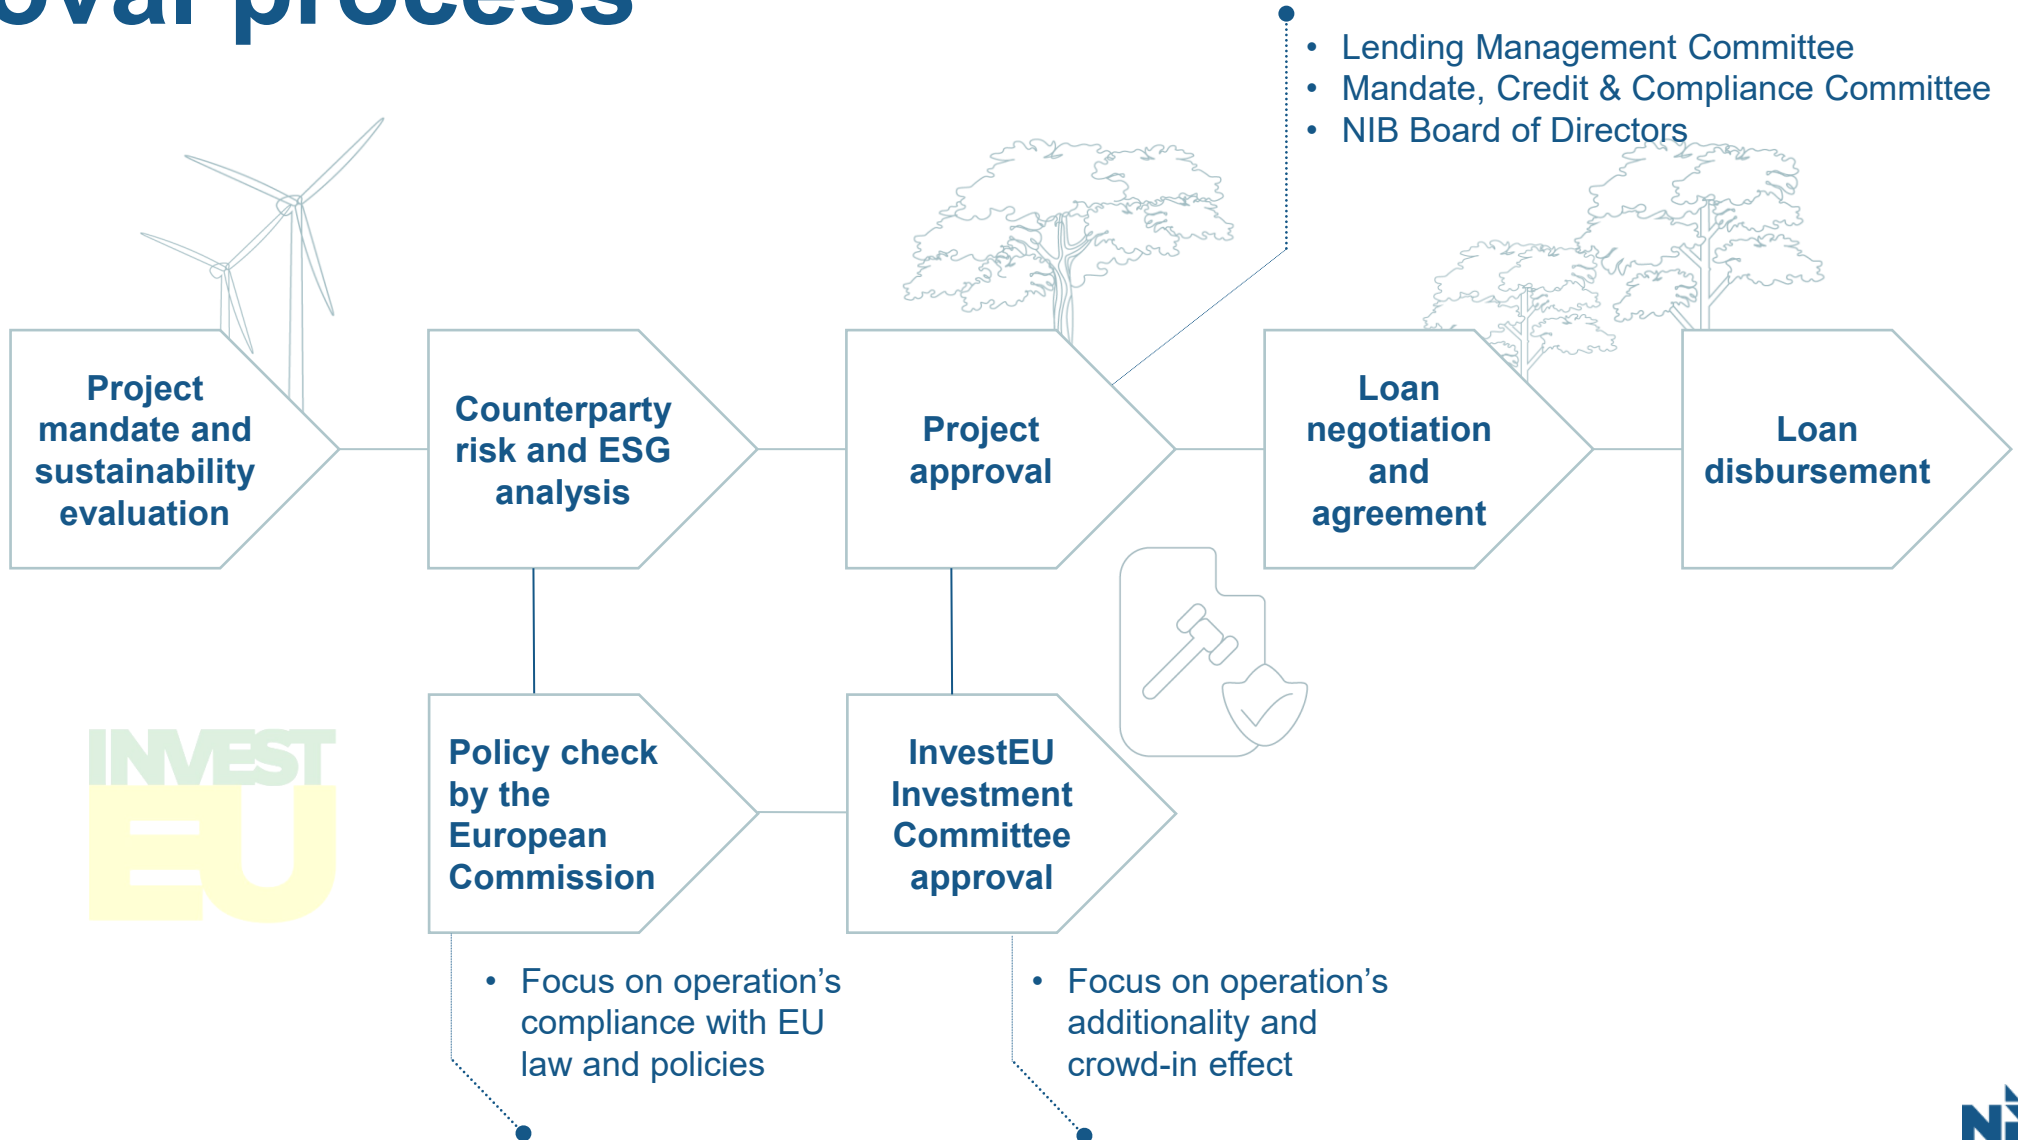 oval process
• Lending Management Committee
• Mandate, Credit & Compliance Committee
• NIB Board of Directors
Project
mandate and
sustainability
evaluation
Counterparty
risk and ESG
analysis
Project
approval
Loan
negotiation
and
agreement
Loan
disbursement
INVEST
EU
Policy check
by the
European
Commission
InvestEU
Investment
Committee
approval
• Focus on operation’s
compliance with EU
law and policies
• Focus on operation’s
additionality and
crowd-in effect